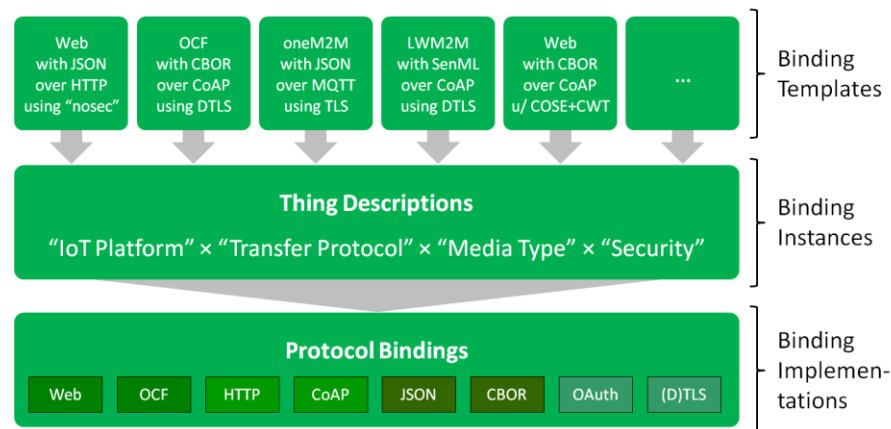 Web
with JSON
over HTTP
using “nosec”
OCF
with CBOR
over CoAP
using DTLS
oneM2M
with JSON
over MQTT
using TLS
LWM2M
with SenML
over CoAP
using DTLS
Web
with CBOR
over CoAP
u/ COSE+CWT
...
Binding
Templates
Thing Descriptions
“IoT Platform” × “Transfer Protocol” × “Media Type” × “Security”
Binding
Instances
Protocol Bindings
Web
OCF
HTTP
CoAP
JSON
CBOR
OAuth
(D)TLS
Binding
Implemen-
tations